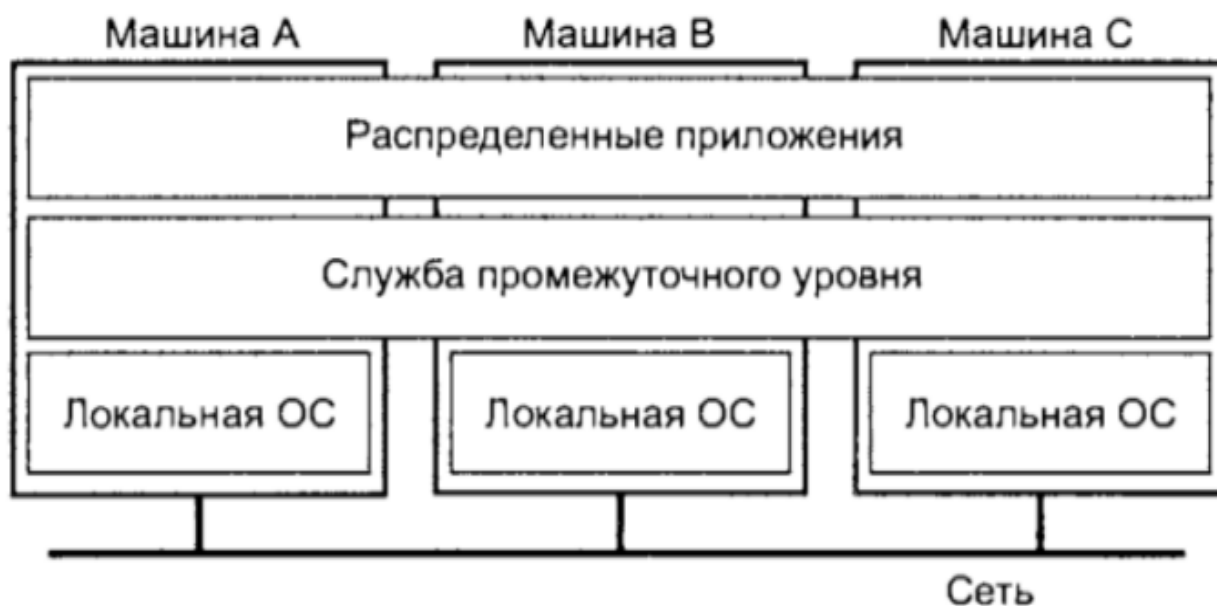 Машина А Машина В Машина С
Распределенные приложения
Служба промежуточного уровня
Локальная ОС Локальная ОС Локальная ОС
Сеть